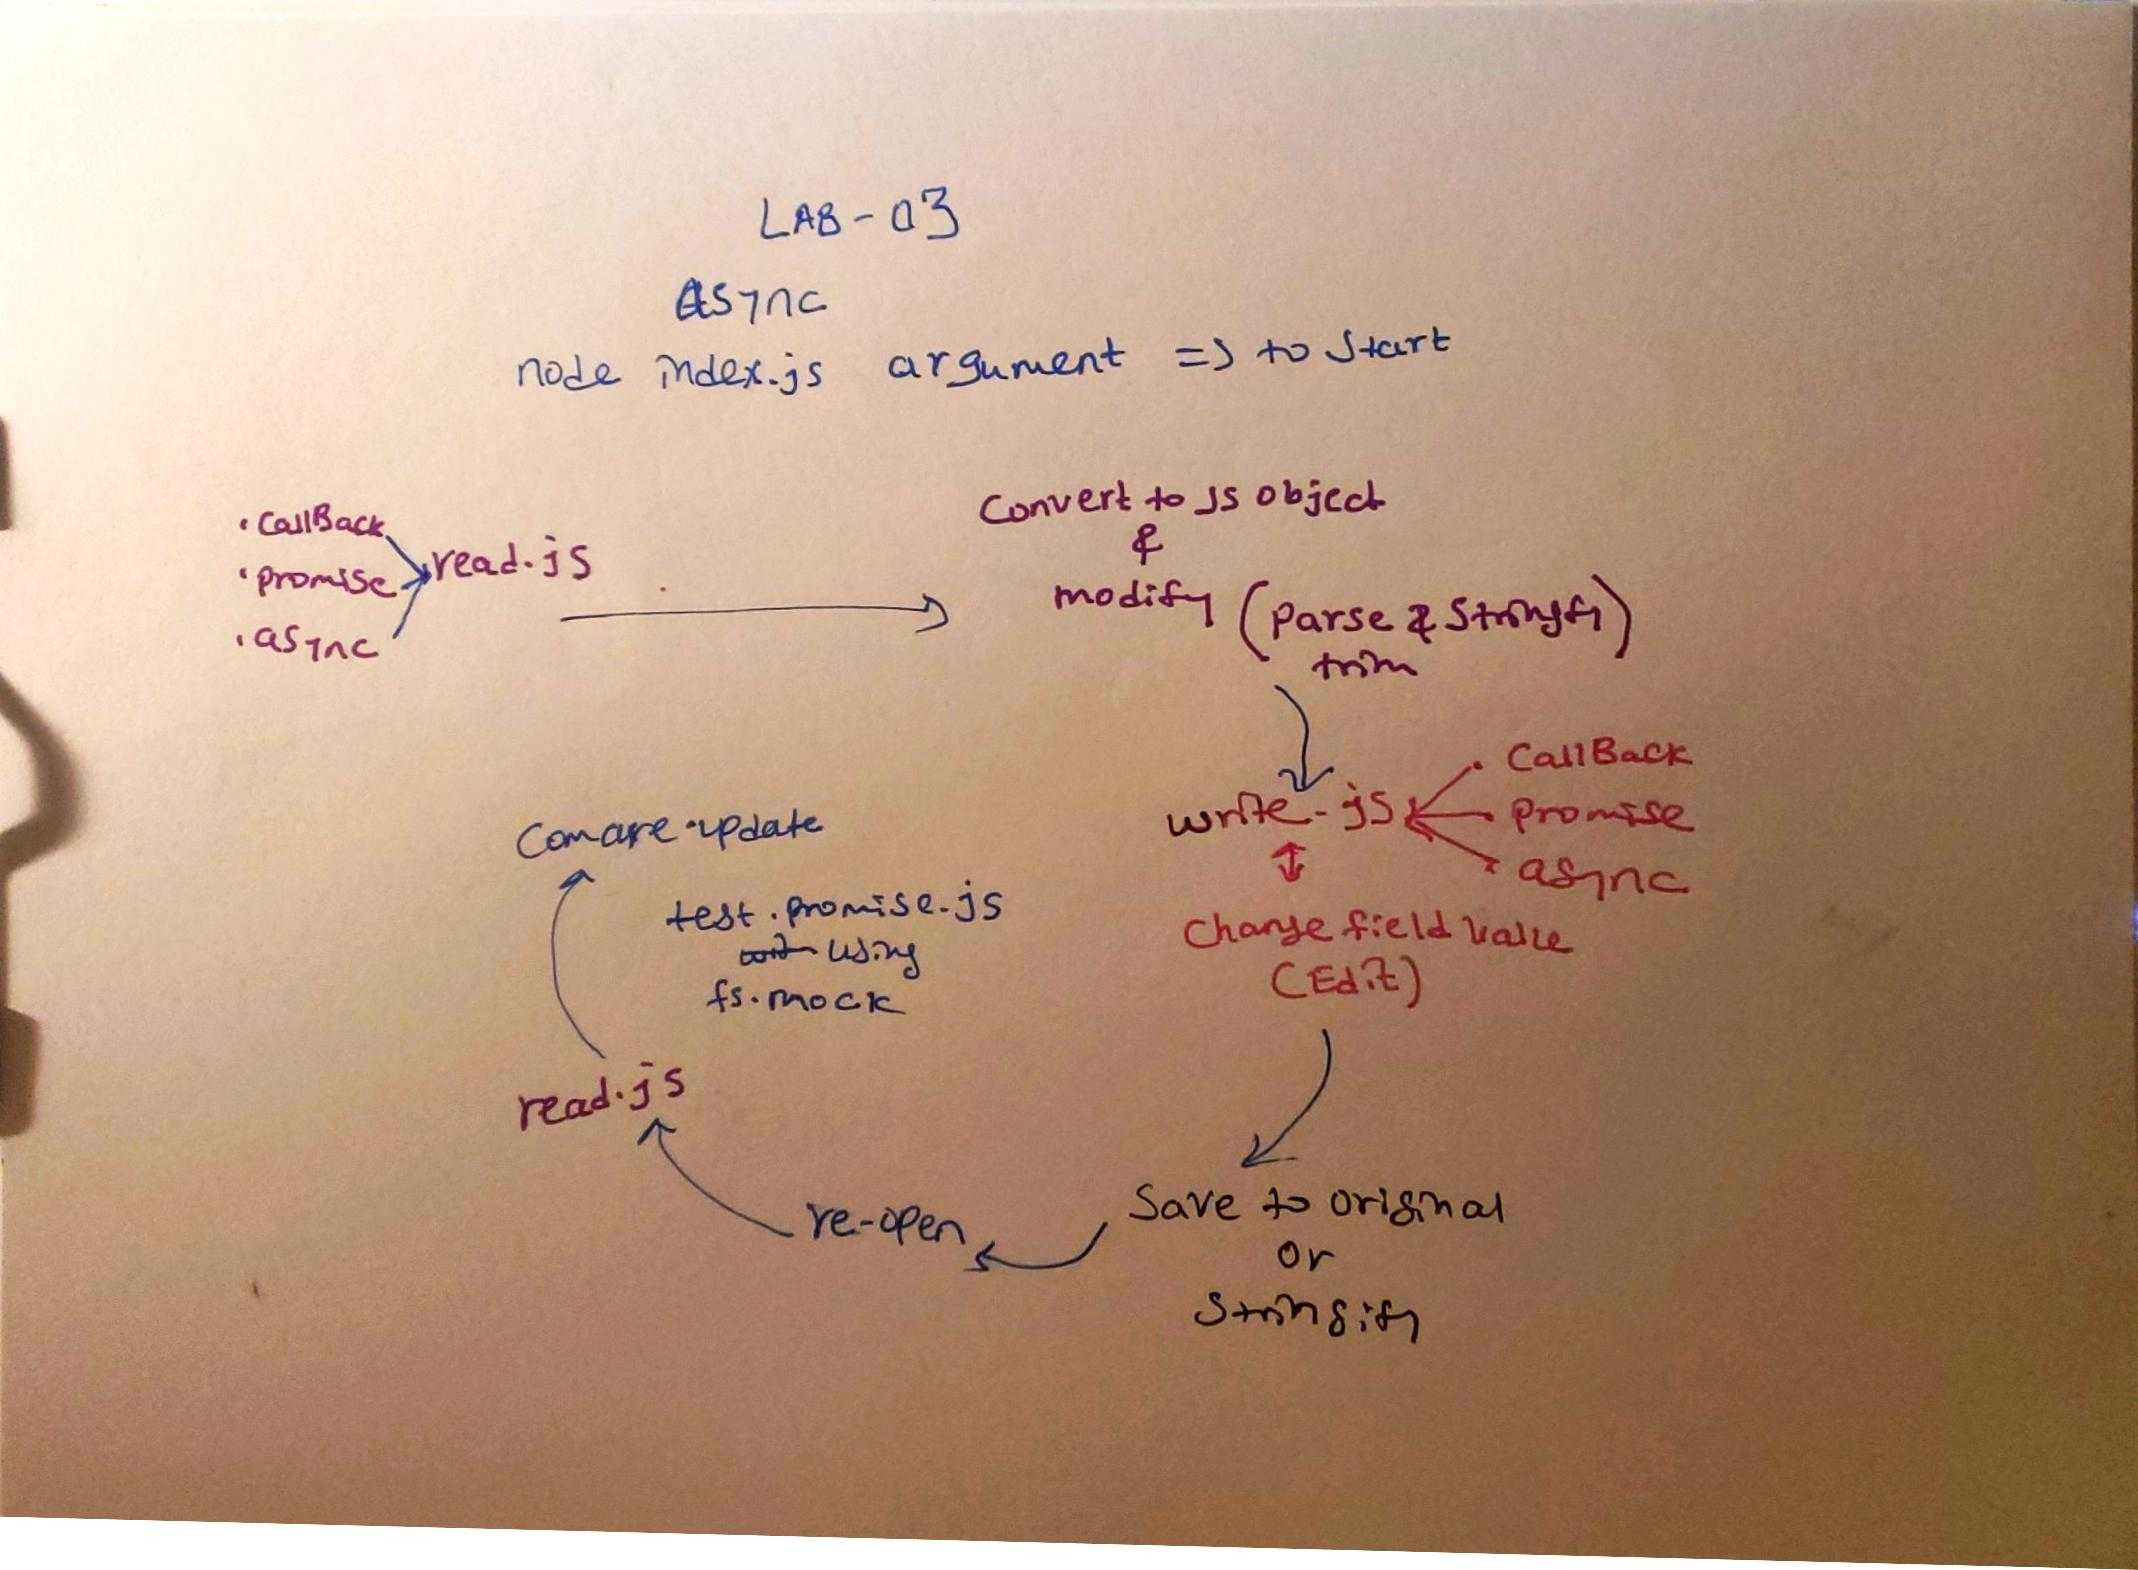 LAB-03
async
node index.js argument => to Start
• CallBack
• promise
• async
read.js
Convert to JS object
&
modify (parse & Stringfy)
trim
write-js
• CallBack
• promise
• async
Change field value
(Edit)
Save to original
or
Stringify
re-open
read.js
Comare update
test.promise.js
using
fs.mock